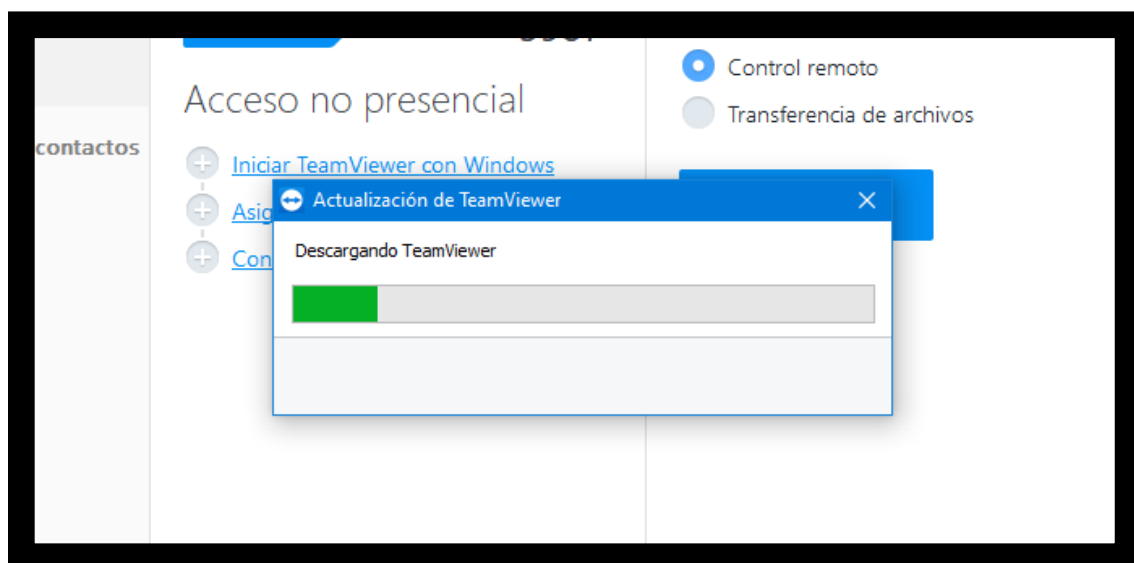 Acceso no presencial
Control remoto
Transferencia de archivos
contactos
Iniciar TeamViewer con Windows
Actualización de TeamViewer
Descargando TeamViewer